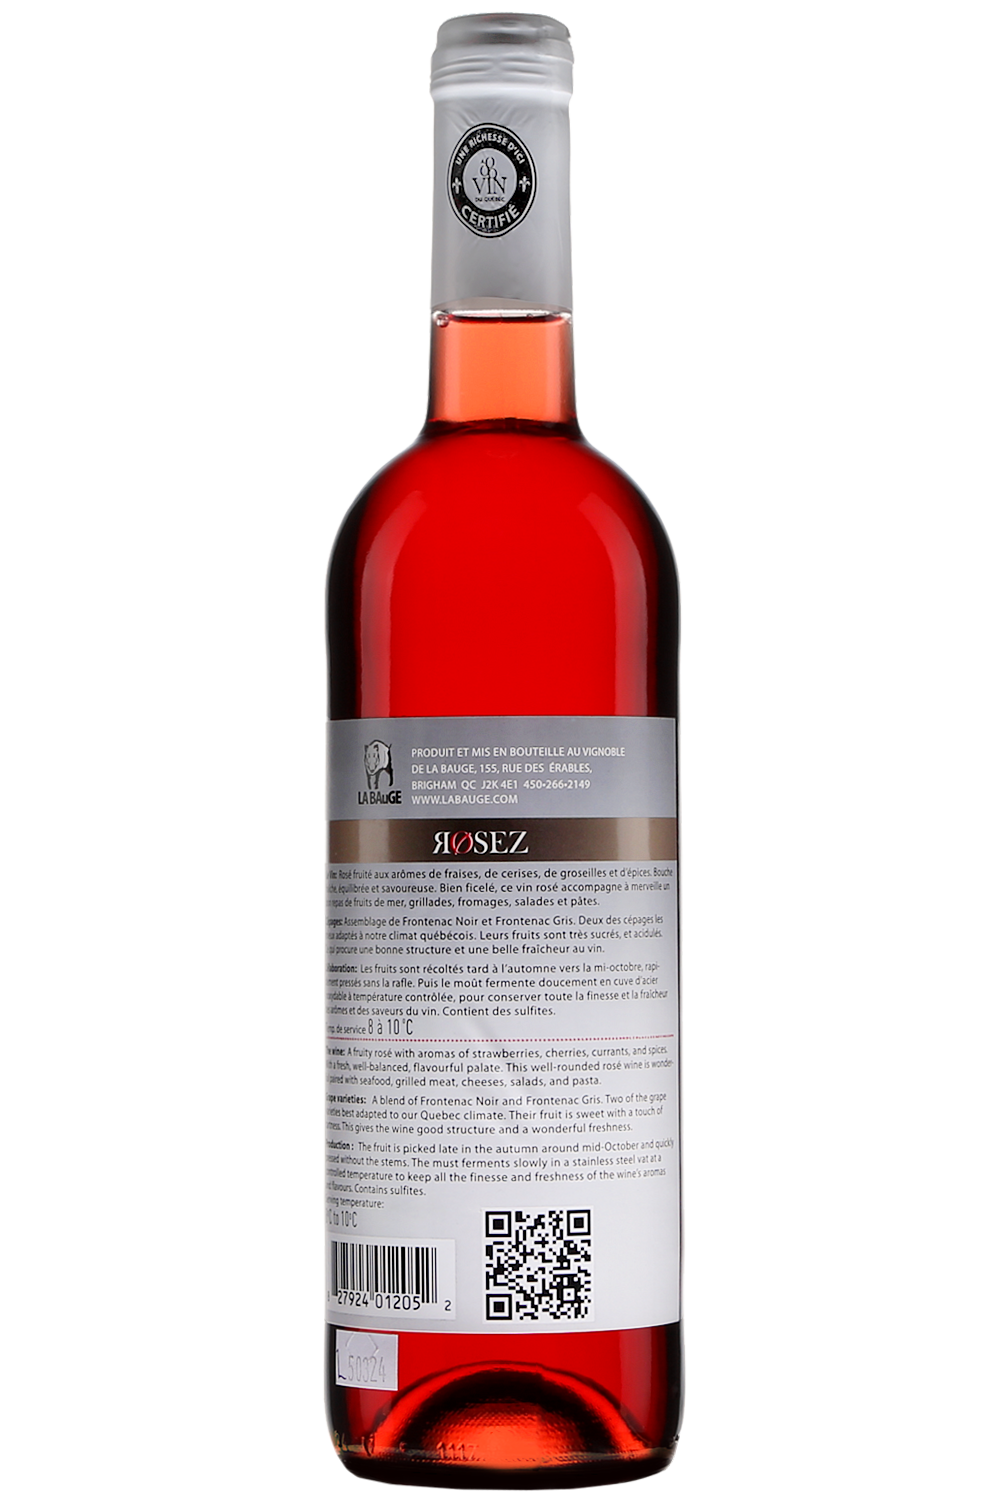 UNE RICHESSE D'ICI
VIN
DU QUÉBEC
CERTIFIÉ
LA BAuGE
PRODUIT ET MIS EN BOUTEILLE AU VIGNOBLE
DE LA BAUGE, 155, RUE DES ÉRABLES,
BRIGHAM QC J2K 4E1 450•266•2149
WWW.LABAUGE.COM
ROSEZ
Rosé fruité aux arômes de fraises, de cerises, de groseilles et d'épices. Bouche
équilibrée et savoureuse. Bien ficelé, ce vin rosé accompagne à merveille un
repas de fruits de mer, grillades, fromages, salades et pâtes.
Assemblage de Frontenac Noir et Frontenac Gris. Deux des cépages les
adaptés à notre climat québécois. Leurs fruits sont très sucrés, et acidulés.
qui procure une bonne structure et une belle fraîcheur au vin.
Les fruits sont récoltés tard à l'automne vers la mi-octobre, rapi-
pressés sans la rafle. Puis le moût fermente doucement en cuve d'acier
à température contrôlée, pour conserver toute la finesse et la fraîcheur
arômes et des saveurs du vin. Contient des sulfites.
de service 8 à 10°C
wine: A fruity rosé with aromas of strawberries, cherries, currants, and spices
a fresh, well-balanced, flavourful palate. This well-rounded rosé wine is wonder-
paired with seafood, grilled meat, cheeses, salads, and pasta.
varieties: A blend of Frontenac Noir and Frontenac Gris. Two of the grape
best adapted to our Quebec climate. Their fruit is sweet with a touch of
This gives the wine good structure and a wonderful freshness.
The fruit is picked late in the autumn around mid-October and quickly
without the stems. The must ferments slowly in a stainless steel vat at a
temperature to keep all the finesse and freshness of the wine's aromas
flavours. Contains sulfites.
temperature:
to 10°C
27924 01205 2
L 50324